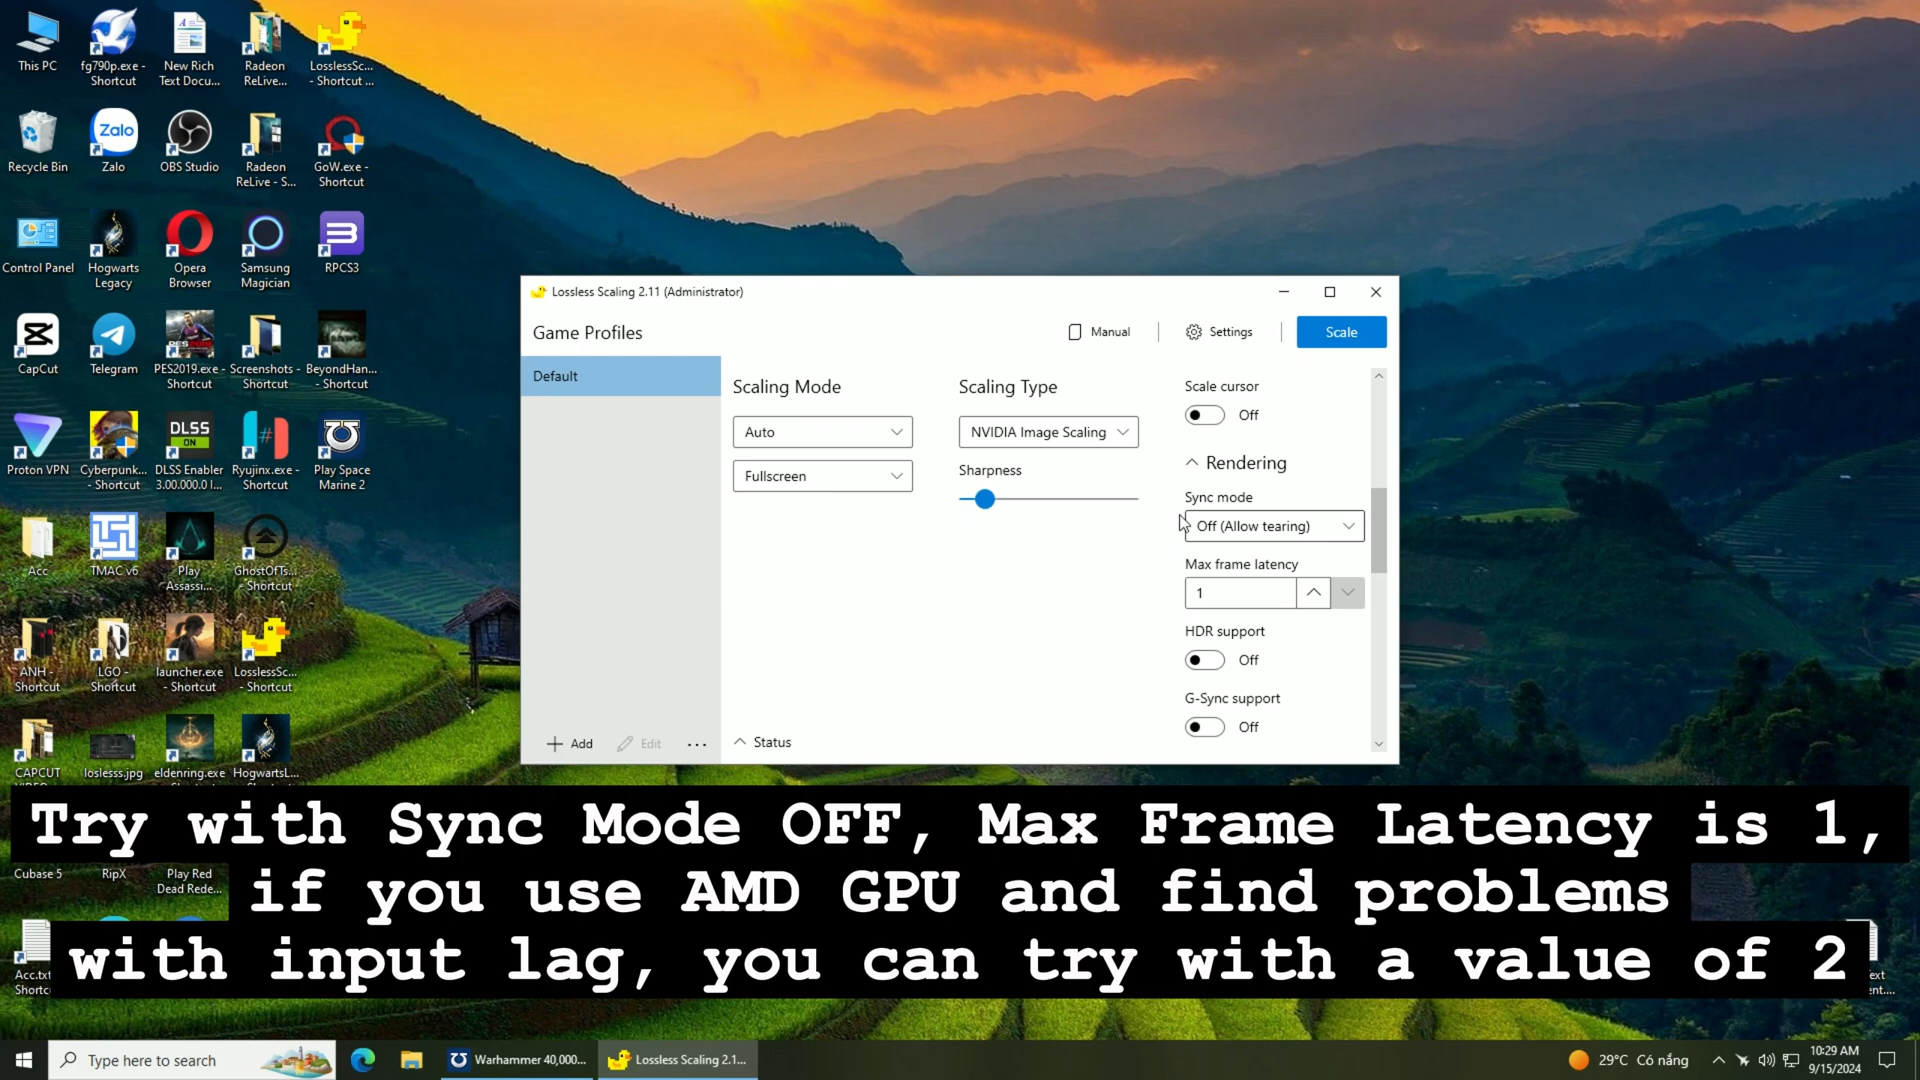 This PC
fg790p.exe - Shortcut
New Rich Text Docu...
Radeon ReLive...
LosslessSc... - Shortcut ...
Recycle Bin
Zalo
Zalo
OBS Studio
Radeon ReLive - S...
GoW.exe - Shortcut
Control Panel
Hogwarts Legacy
Opera Browser
Samsung Magician
RPCS3
CapCut
Telegram
PES2019.exe - Shortcut
Screenshots - Shortcut
BeyondHan... - Shortcut
Proton VPN
Cyberpunk... - Shortcut
DLSS ON
DLSS Enabler 3.00.000.0 I...
Ryujinx.exe - Shortcut
Play Space Marine 2
Acc
TMAC v6
Play Assassi...
GhostOfTs... - Shortcut
ANH - Shortcut
LGO - Shortcut
launcher.exe - Shortcut
LosslessSc... - Shortcut
CAPCUT
loslesss.jpg
eldenring.exe
HogwartsL...
Cubase 5
RipX
Play Red Dead Rede...
Lossless Scaling 2.11 (Administrator)
Game Profiles
Manual
Settings
Scale
Default
Scaling Mode
Auto
Fullscreen
Scaling Type
NVIDIA Image Scaling
Sharpness
Scale cursor
Off
Rendering
Sync mode
Off (Allow tearing)
Max frame latency
1
HDR support
Off
G-Sync support
Off
Add
Edit
...
Status
Try with Sync Mode OFF, Max Frame Latency is 1,
if you use AMD GPU and find problems
with input lag, you can try with a value of 2
Type here to search
Warhammer 40,000...
Lossless Scaling 2.1...
29°C Có nắng
10:29 AM
9/15/2024